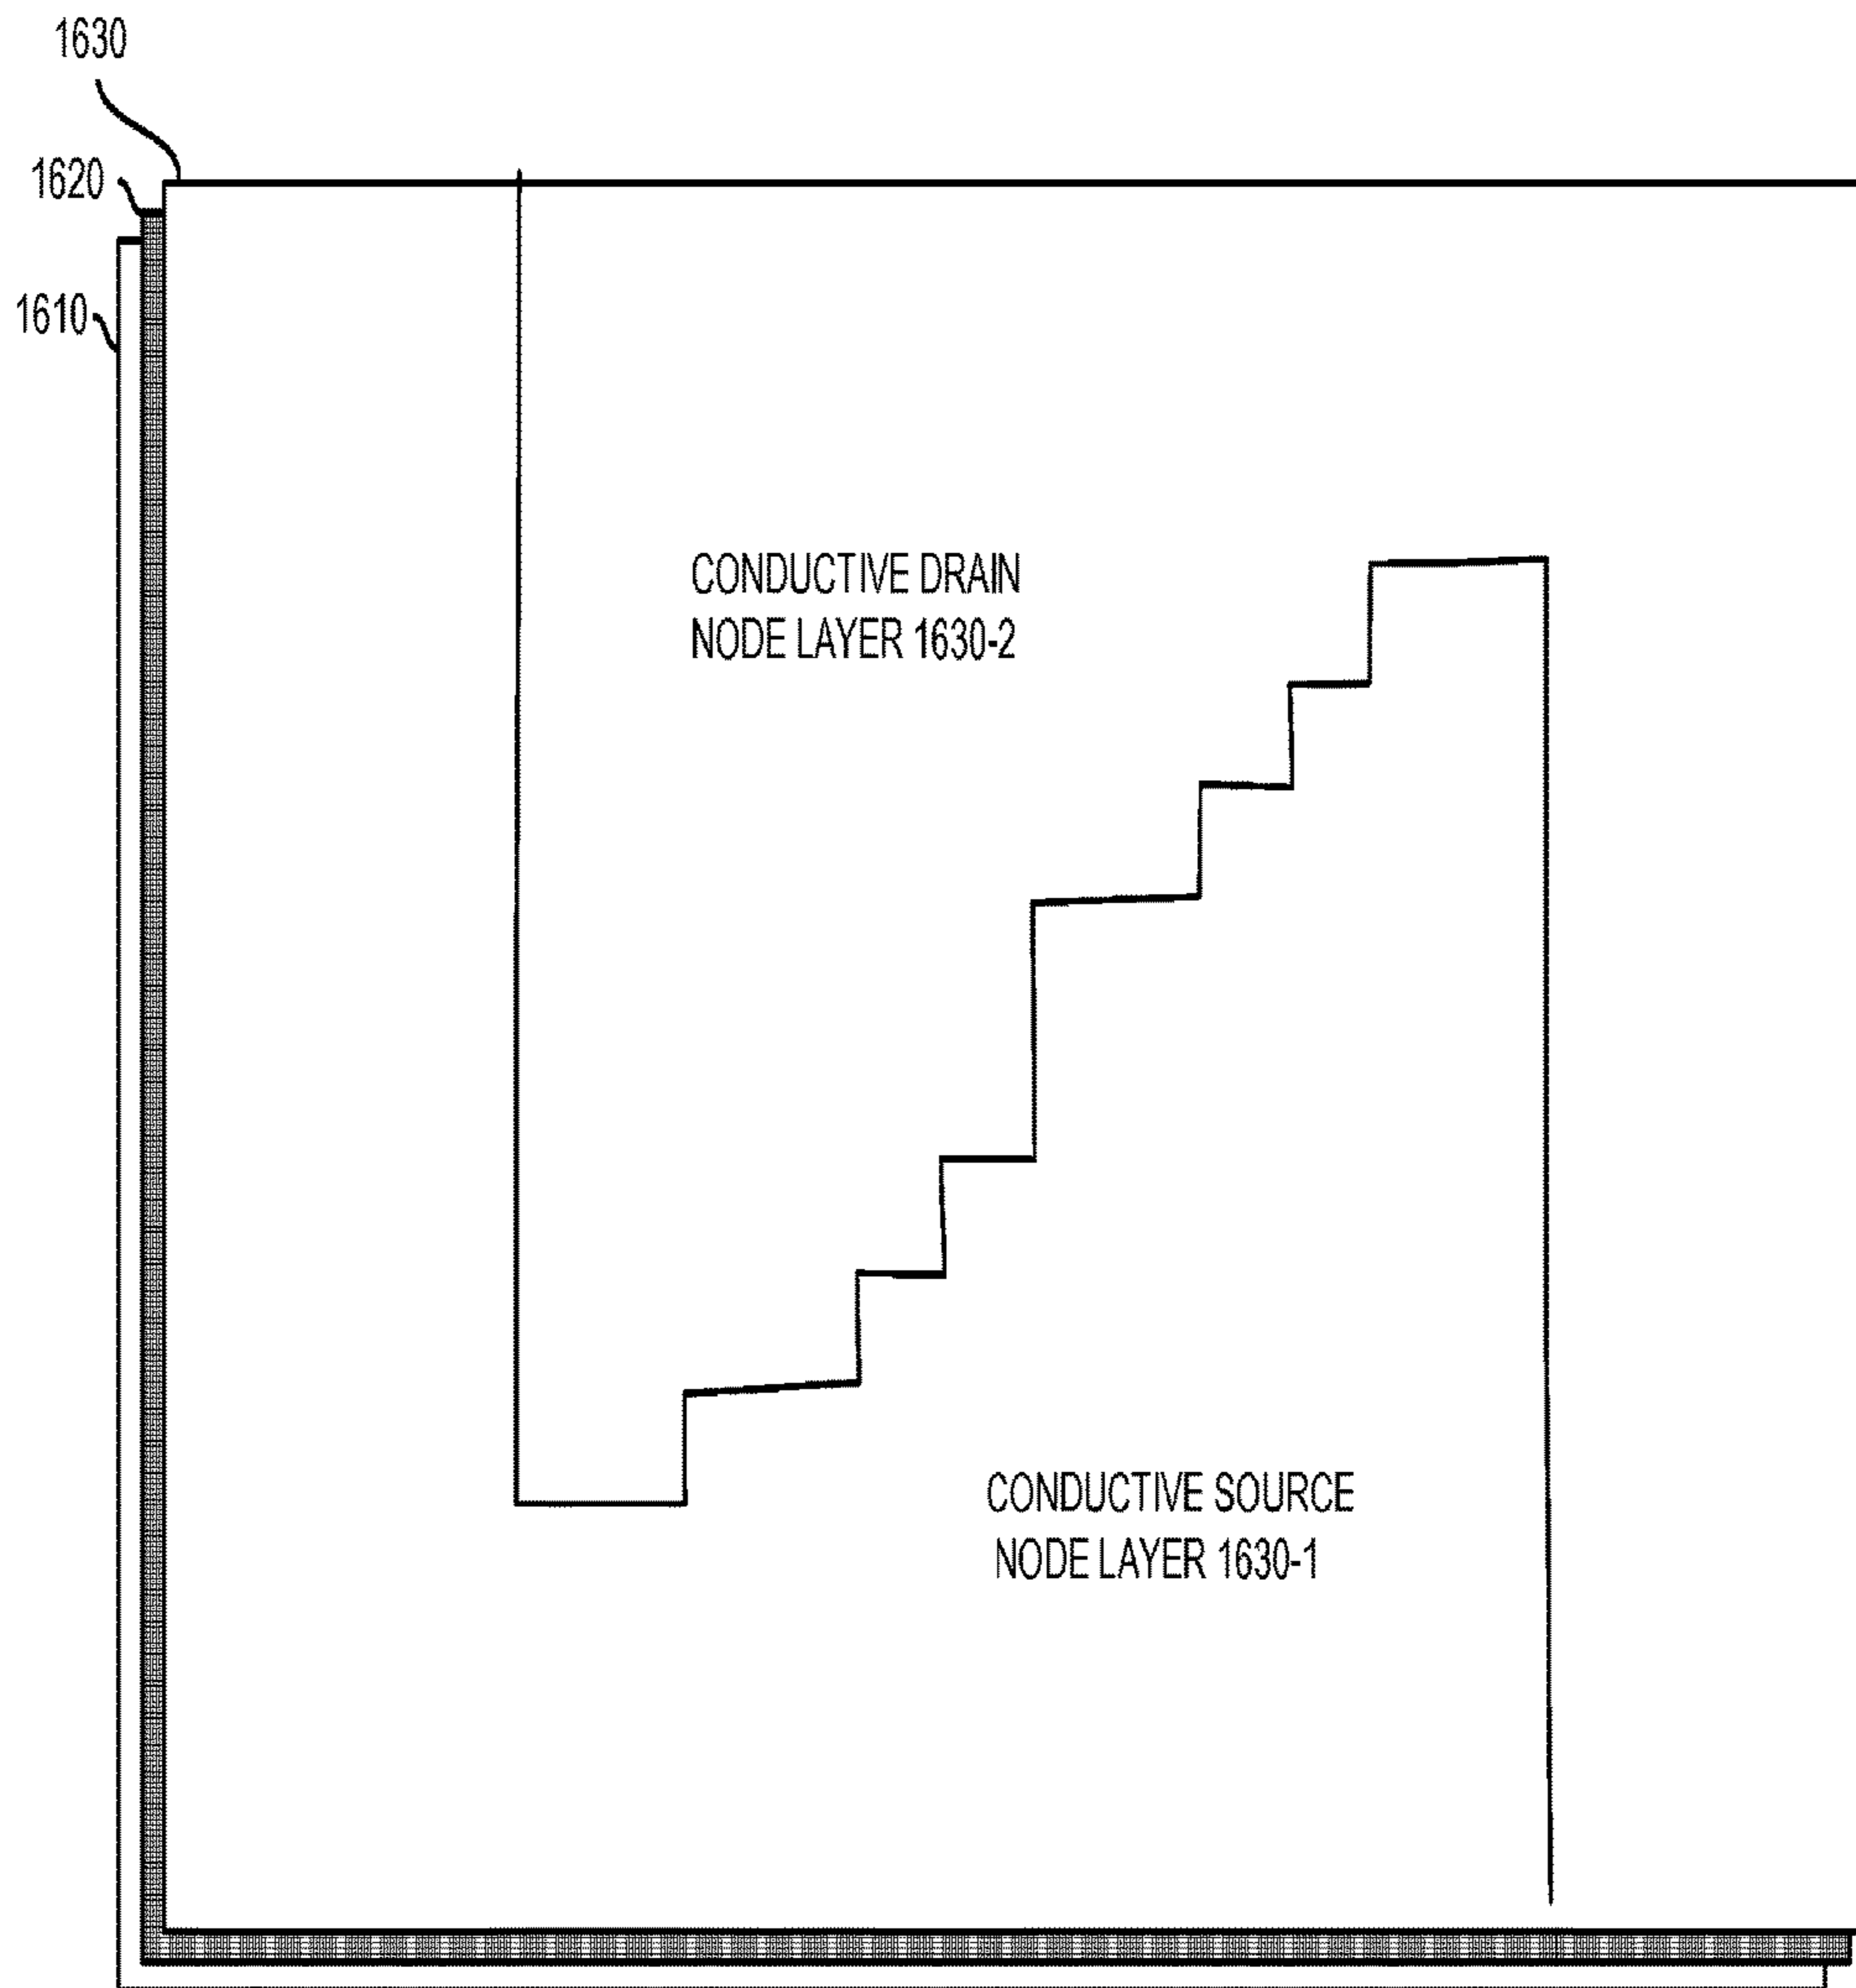 1630
1620
1610
CONDUCTIVE DRAIN
NODE LAYER 1630-2
CONDUCTIVE SOURCE
NODE LAYER 1630-1